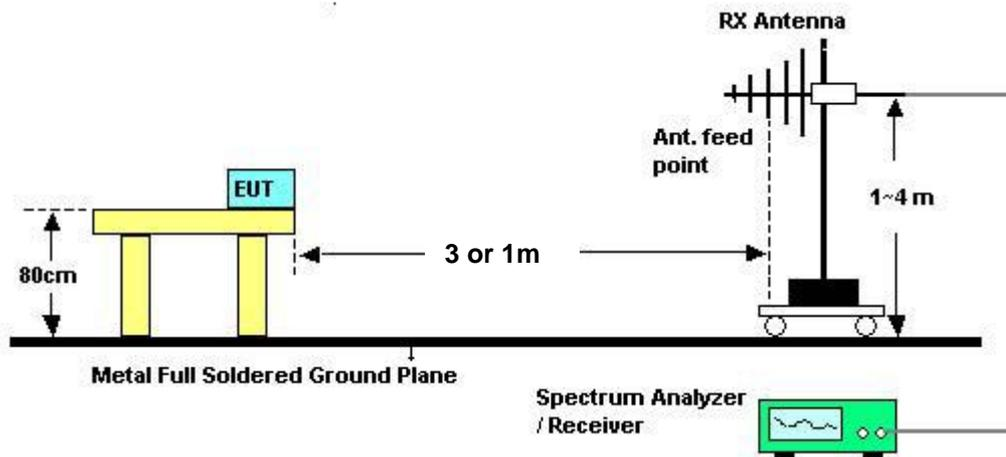 RX Antenna
Ant. feed
point
EUT
1~4 m
3 or 1m
80cm
Metal Full Soldered Ground Plane
Spectrum Analyzer
/ Receiver